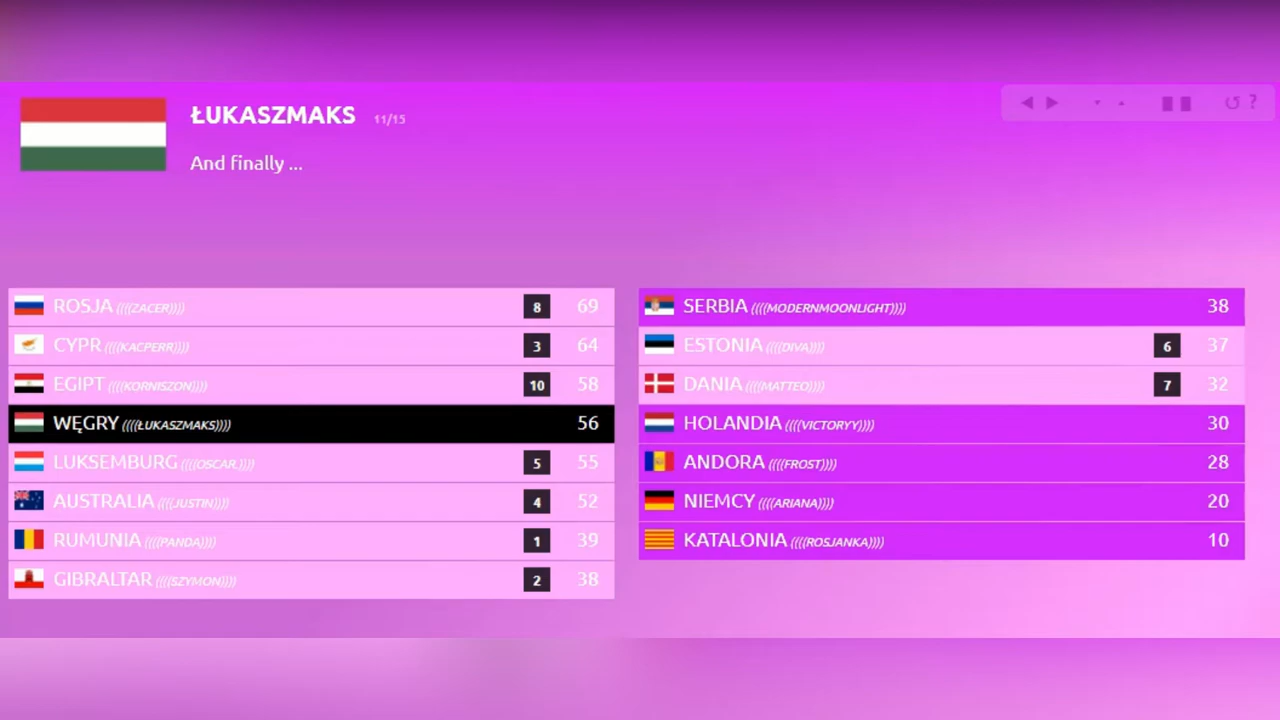 ŁUKASZMAKS 11/15
And finally ...
ROSJA ((((ZACER)))) 8 69
CYPR ((((KACPERR)))) 3 64
EGIPT ((((KORNISZON)))) 10 58
WĘGRY ((((ŁUKASZMAKS)))) 56
LUKSEMBURG ((((OSCAR.)))) 5 55
AUSTRALIA ((((JUSTIN)))) 4 52
RUMUNIA ((((PANDA)))) 1 39
GIBRALTAR ((((SZYMON)))) 2 38
SERBIA ((((MODERNMOONLIGHT)))) 38
ESTONIA ((((DIVA)))) 6 37
DANIA ((((MATTEO)))) 7 32
HOLANDIA ((((VICTORYY)))) 30
ANDORA ((((FROST)))) 28
NIEMCY ((((ARIANA)))) 20
KATALONIA ((((ROSJANKA)))) 10